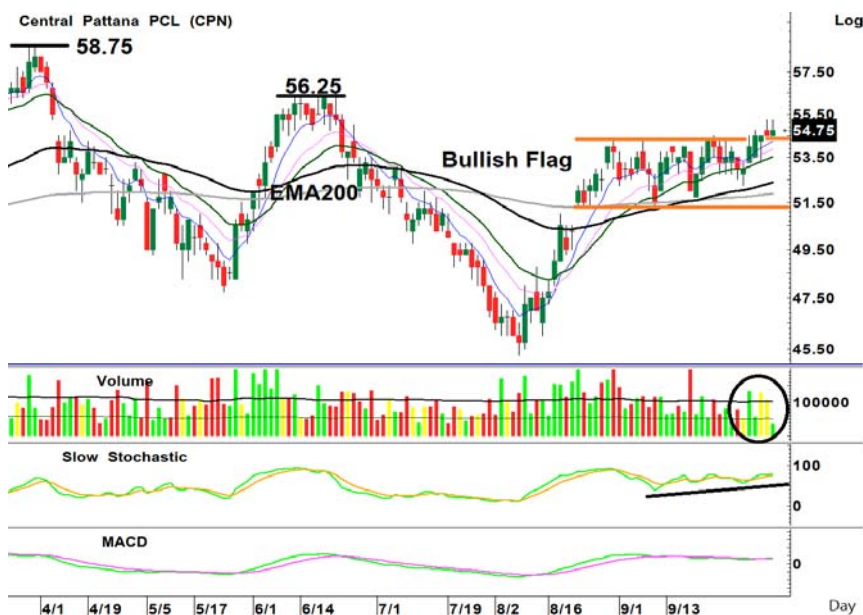 Central Pattana PCL (CPN)
Log
58.75
57.50
56.25
55.50
54.75
Bullish Flag
53.50
EMA200
51.50
49.50
47.50
45.50
Volume
100000
Slow Stochastic
100
0
MACD
0
4/1 4/19 5/5 5/17 6/1 6/14 7/1 7/19 8/2 8/16 9/1 9/13 Day